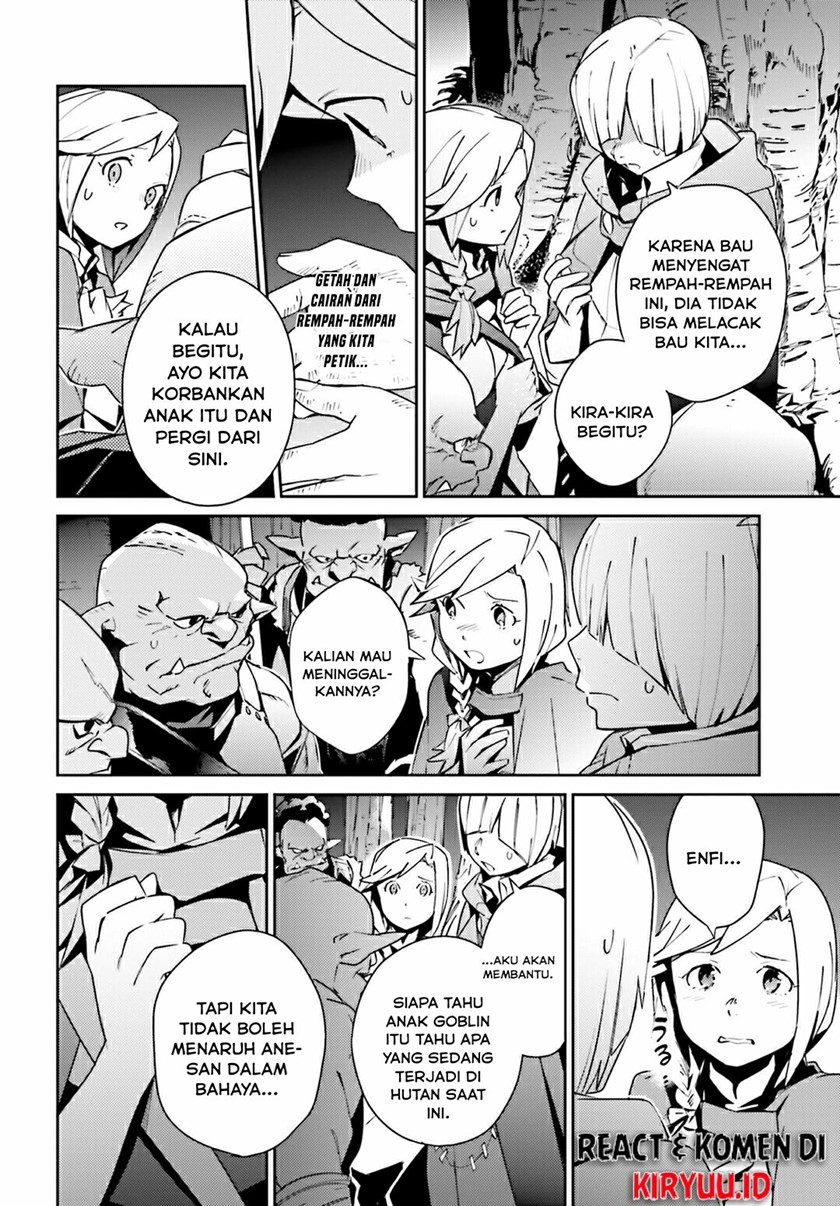 KARENA BAU
MENYENGAT
REMPAH-REMPAH
INI, DIA TIDAK
BISA MELACAK
BAU KITA...
KIRA-KIRA
BEGITU?
GETAH DAN
CAIRAN DARI
REMPAH-REMPAH
YANG KITA
PETIK...
KALAU
BEGITU,
AYO KITA
KORBANKAN
ANAK ITU DAN
PERGI DARI
SINI.
KALIAN MAU
MENINGGAL-
KANNYA?
ENFI...
うる
...AKU AKAN
MEMBANTU.
SIAPA TAHU
ANAK GOBLIN
ITU TAHU APA
YANG SEDANG
TERJADI DI
HUTAN SAAT
INI.
TAPI KITA
TIDAK BOLEH
MENARUH ANE-
SAN DALAM
BAHAYA...
REACT & KOMEN DI
KIRYUU.ID